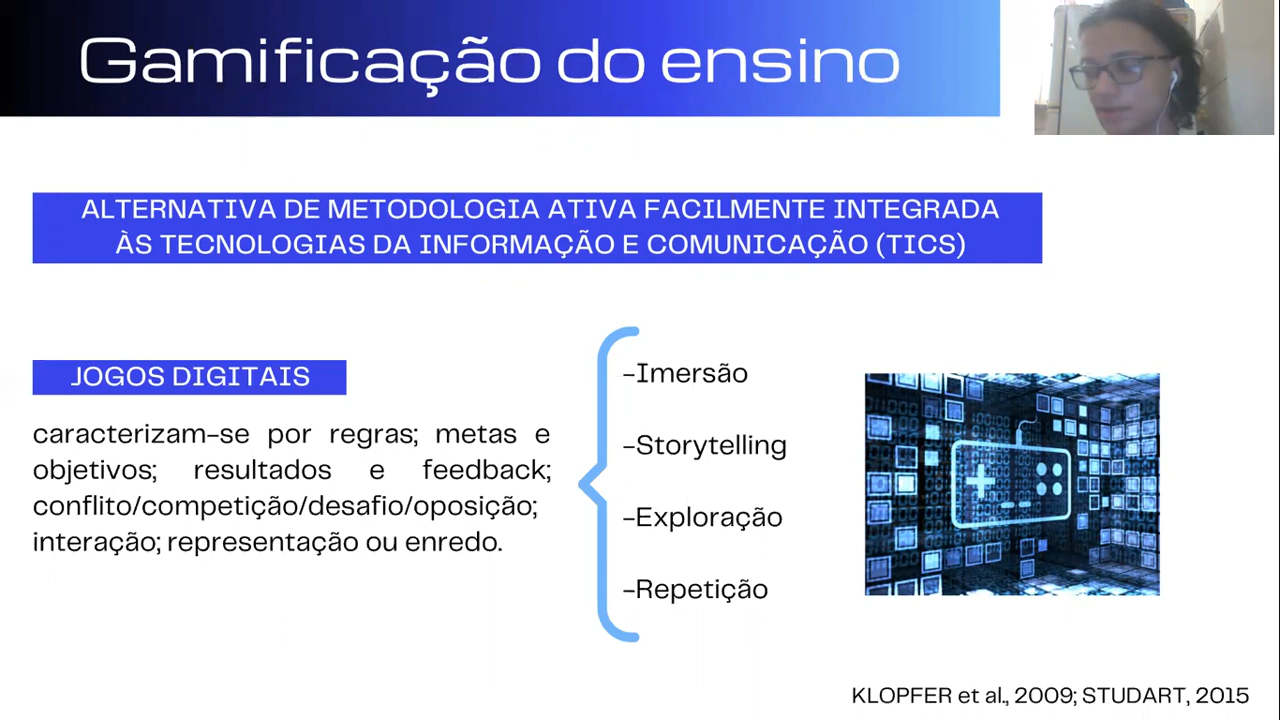 Gamificação do ensino
ALTERNATIVA DE METODOLOGIA ATIVA FACILMENTE INTEGRADA
ÀS TECNOLOGIAS DA INFORMAÇÃO E COMUNICAÇÃO (TICS)
JOGOS DIGITAIS
caracterizam-se por regras; metas e
objetivos; resultados e feedback;
conflito/competição/desafio/oposição;
interação; representação ou enredo.
-Imersão
-Storytelling
-Exploração
-Repetição
KLOPFER et al., 2009; STUDART, 2015